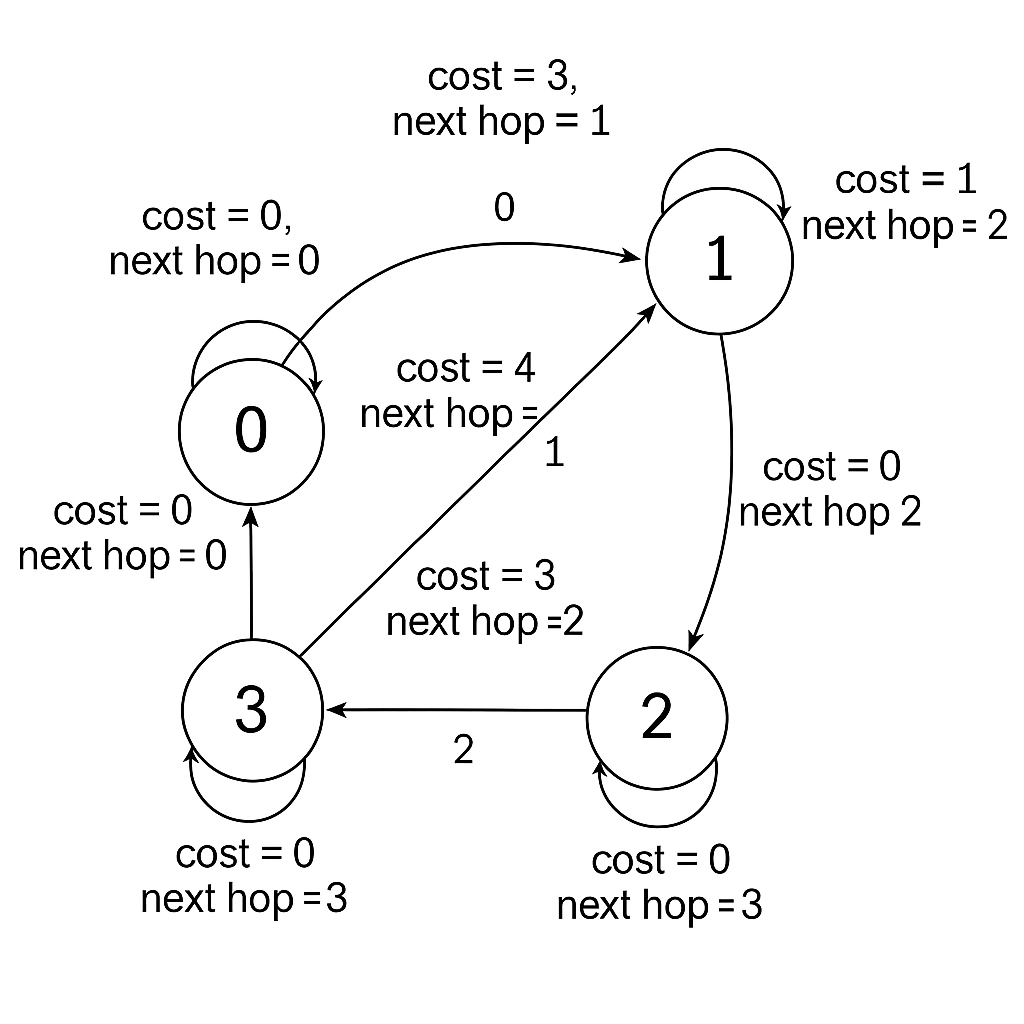 cost = 3,
next hop = 1
cost = 1
next hop = 2
0
cost = 0,
next hop = 0
1
cost = 4
next hop =
1
0
cost = 0
next hop 2
cost = 0
next hop = 0
cost = 3
next hop =2
3
2
2
cost = 0
next hop = 3
cost = 0
next hop = 3